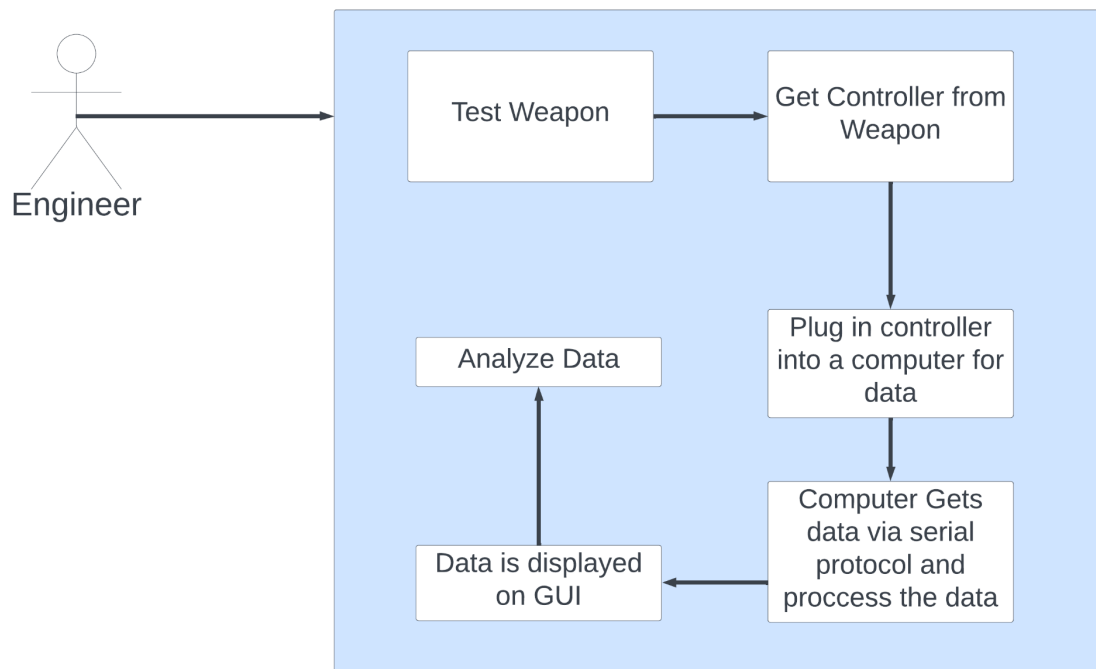 Engineer
Test Weapon
Get Controller from
Weapon
Plug in controller
into a computer for
data
Computer Gets
data via serial
protocol and
proccess the data
Data is displayed
on GUI
Analyze Data